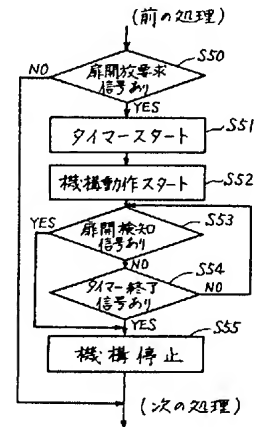 (前の処理)
S50
NO
扉開放要求
信号あり
YES
S51
タイマースタート
S52
機構動作スタート
S53
YES
扉開検知
信号あり
NO
S54
タイマー終了
信号あり
NO
YES
S55
機構停止
(次の処理)